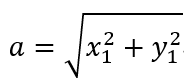 a = √(x₁² + y₁²)